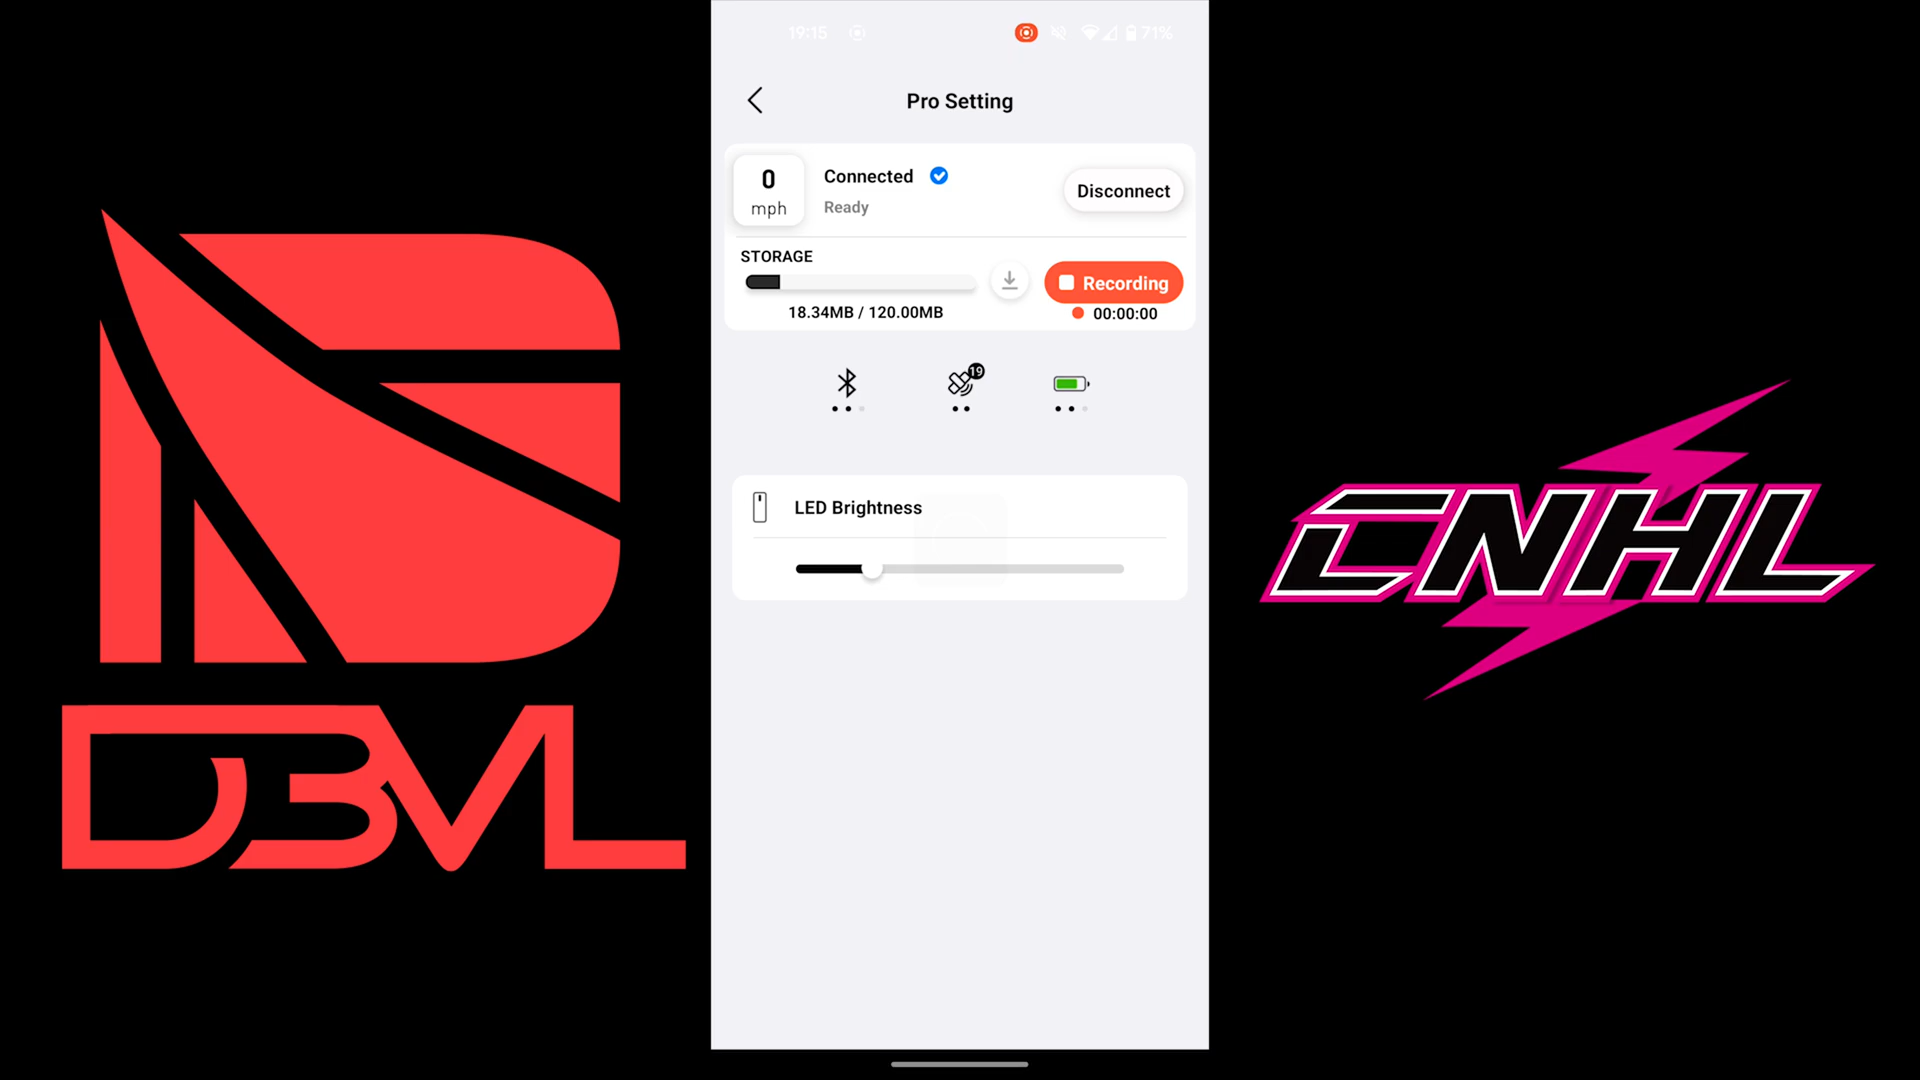 19:15 71%
Pro Setting
0
mph
Connected
Ready
Disconnect
STORAGE
Recording
18.34MB / 120.00MB
00:00:00
19
LED Brightness
D3VL
CNHL